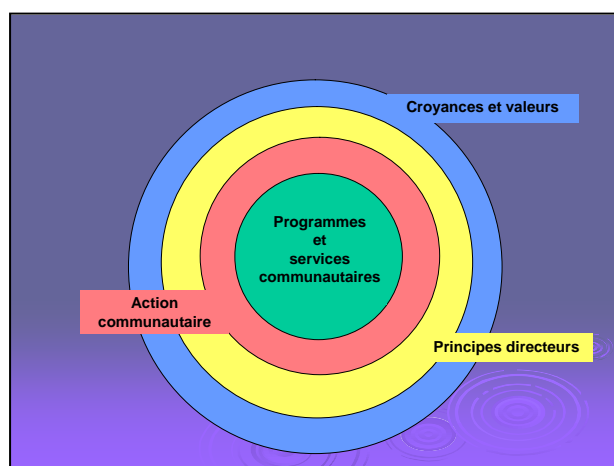 Croyances et valeurs
Programmes
et
services
communautaires
Action
communautaire
Principes directeurs